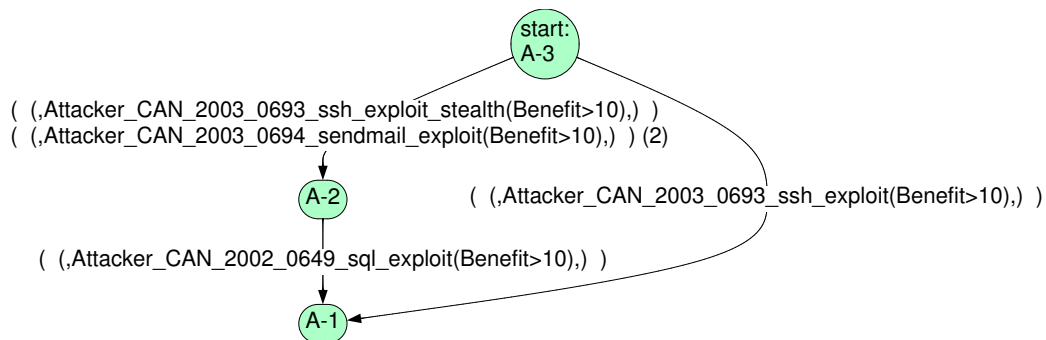 start:
A-3
( (,Attacker_CAN_2003_0693_ssh_exploit_stealth(Benefit>10),) )
( (,Attacker_CAN_2003_0694_sendmail_exploit(Benefit>10),) ) (2)
A-2
( (,Attacker_CAN_2003_0693_ssh_exploit(Benefit>10),) )
( (,Attacker_CAN_2002_0649_sql_exploit(Benefit>10),) )
A-1